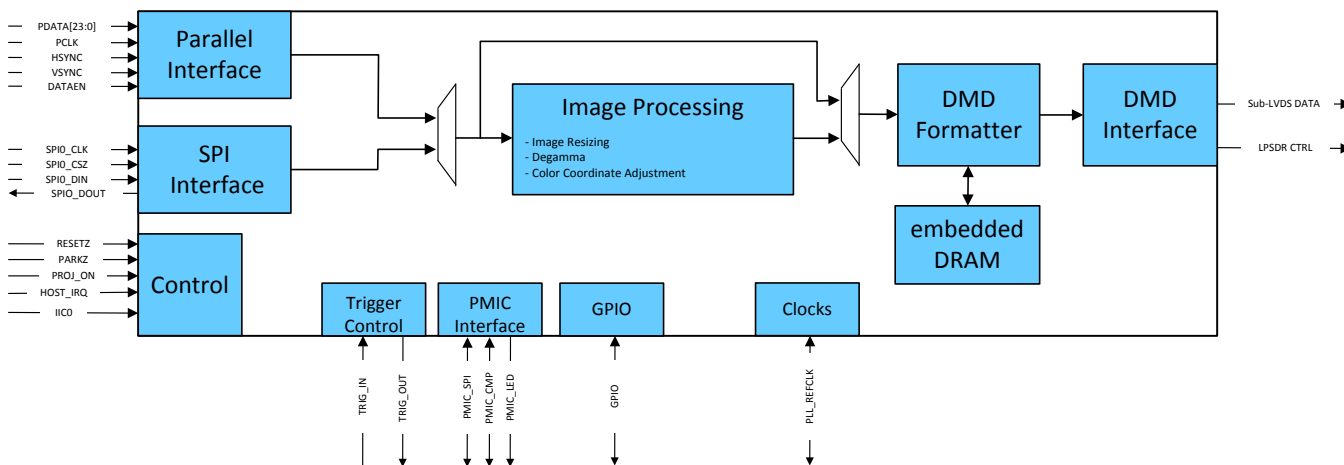 PDATA[23:0]
PCLK
HSYNC
VSYNC
DATAEN
Parallel
Interface
SPI0_CLK
SPI0_CSZ
SPI0_DIN
SPIO_DOUT
SPI
Interface
Image Processing
- Image Resizing
- Degamma
- Color Coordinate Adjustment
DMD
Formatter
DMD
Interface
Sub-LVDS DATA
LPSDR CTRL
embedded
DRAM
RESETZ
PARKZ
PROJ_ON
HOST_IRQ
IIC0
Control
Trigger
Control
PMIC
Interface
GPIO
Clocks
TRIG_IN
TRIG_OUT
PMIC_SPI
PMIC_CMP
PMIC_LED
GPIO
PLL_REFCLK